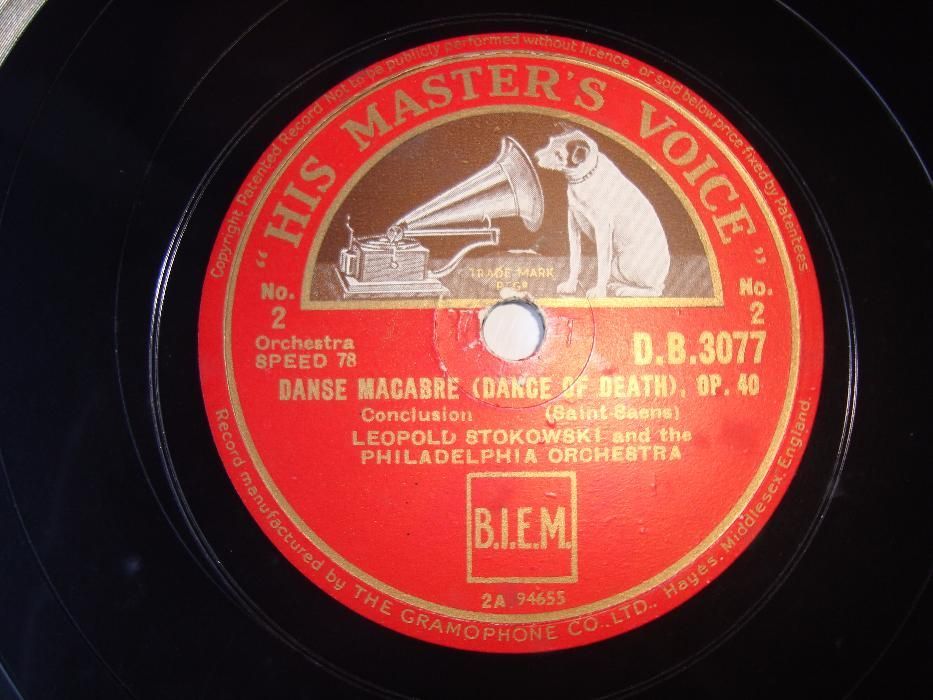 Copyright Patented Record Not to be publicly performed without licence or sold below price fixed by Patentees
"HIS MASTER'S VOICE"
TRADE MARK
REGD
No.
2
No.
2
Orchestra
SPEED 78
D.B.3077
DANSE MACABRE (DANCE OF DEATH), OP. 40
Conclusion (Saint-Saens)
LEOPOLD STOKOWSKI and the
PHILADELPHIA ORCHESTRA
B.I.E.M.
2A 94655
Record manufactured by THE GRAMOPHONE CO., LTD., Hayes, Middlesex, England.